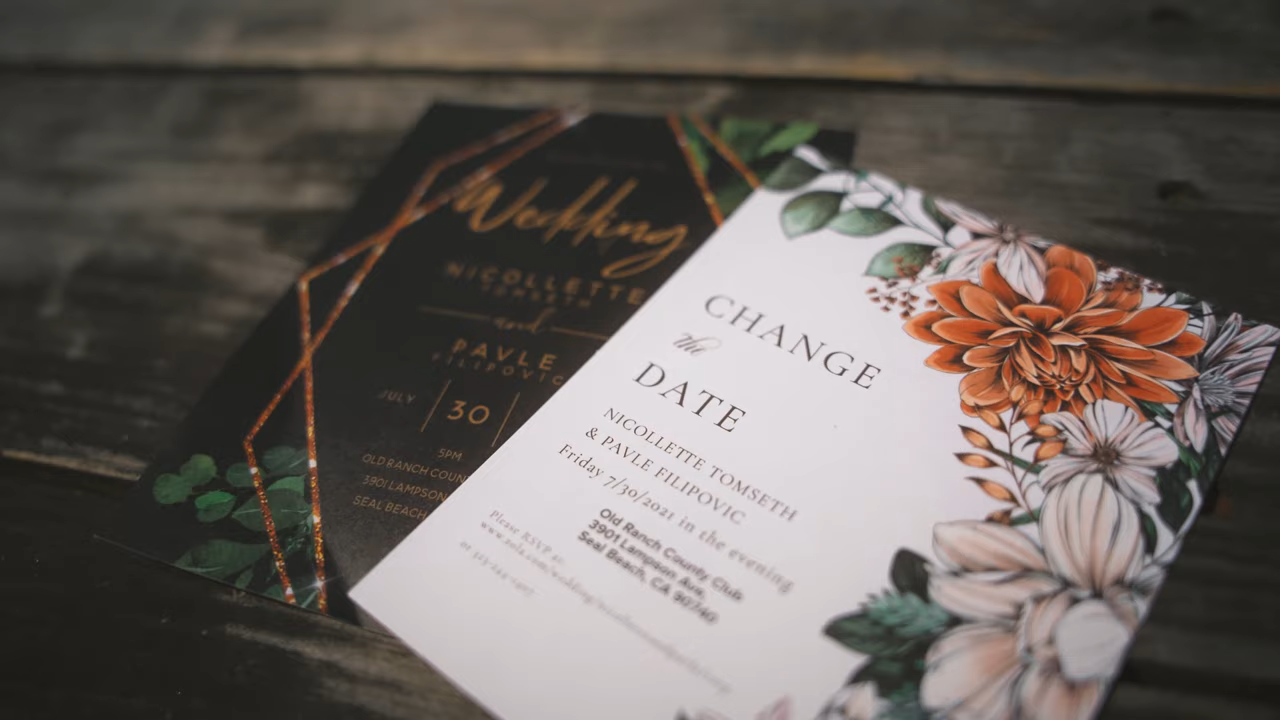 Wedding
NICOLLETTE
TOMSETH
and
PAVLE
FILIPOVIC
JULY 30
5PM
OLD RANCH COUN
3901 LAMPSON
SEAL BEACH,
CHANGE
the
DATE
NICOLLETTE TOMSETH
& PAVLE FILIPOVIC
Friday 7/30/2021 in the evening
Old Ranch County Club
3901 Lampson Ave,
Seal Beach, CA 90740
Please RSVP at: